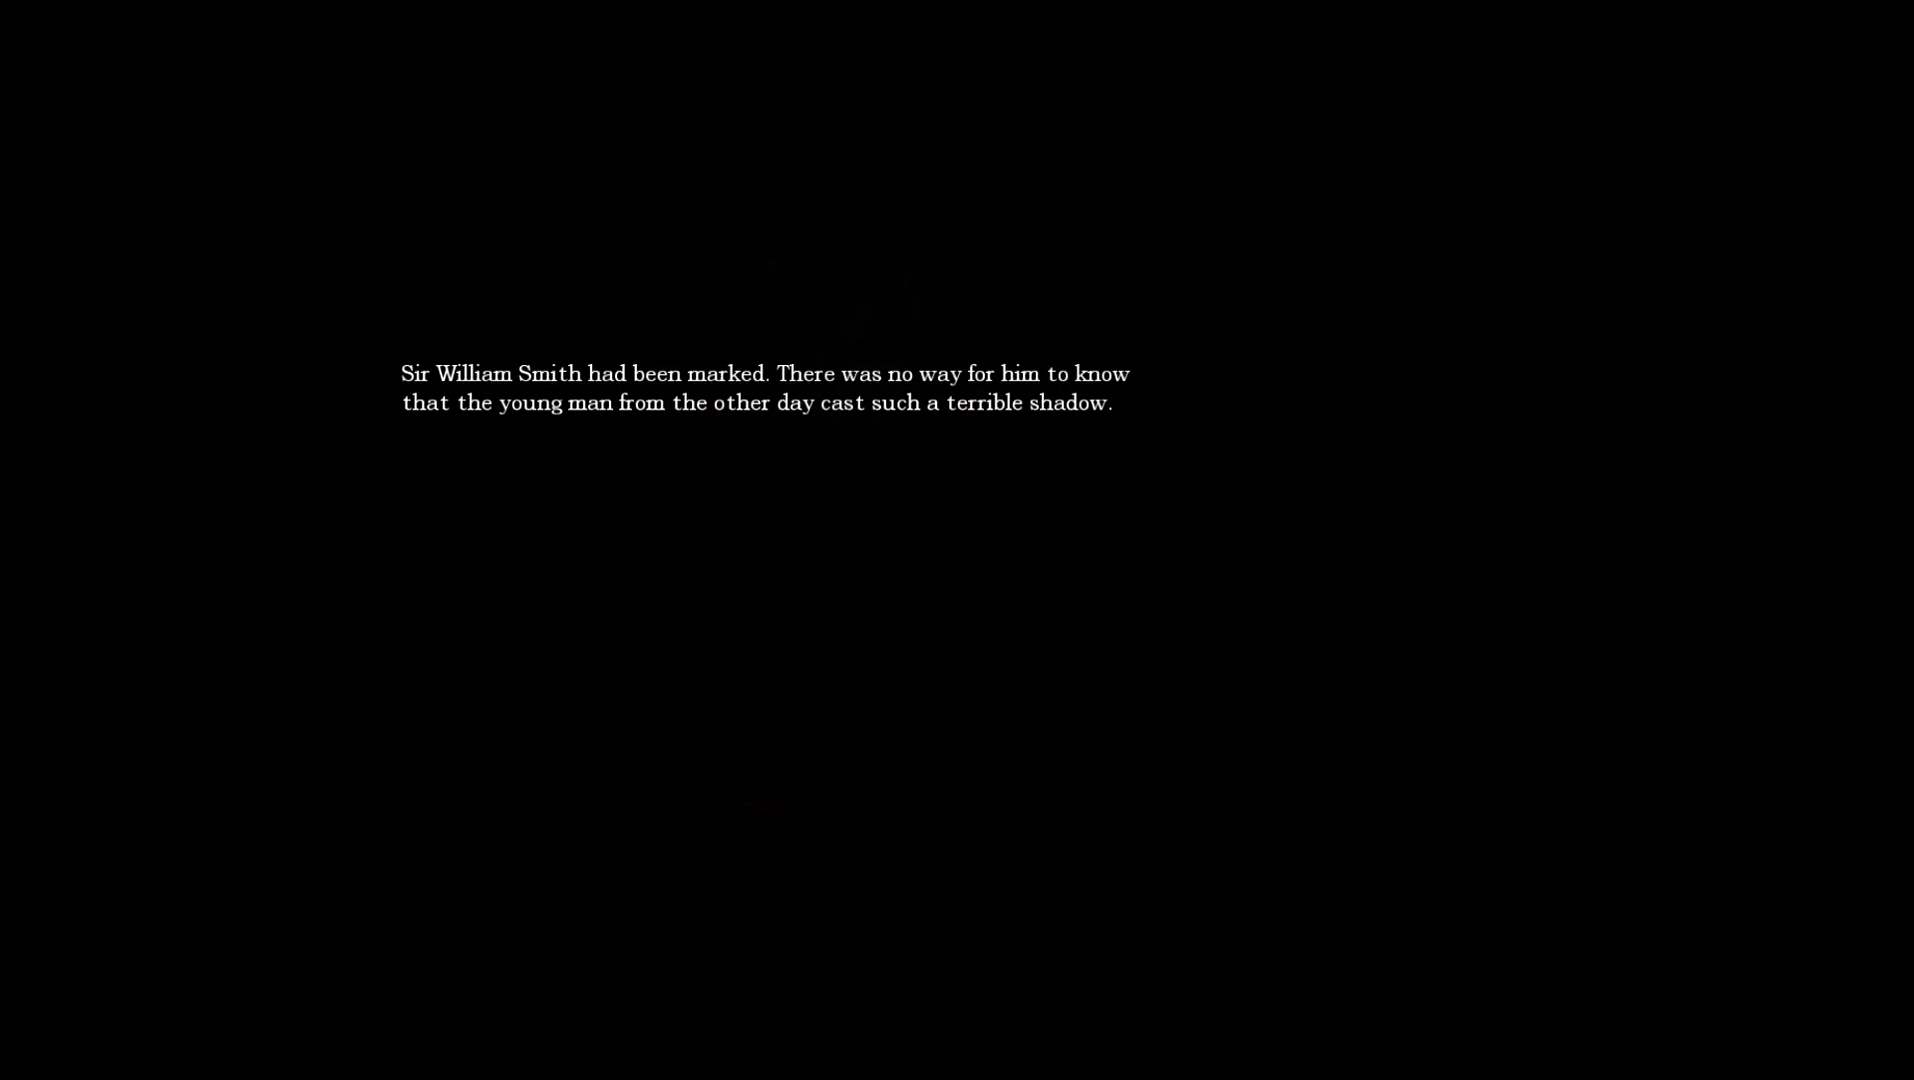 Sir William Smith had been marked. There was no way for him to know
that the young man from the other day cast such a terrible shadow.